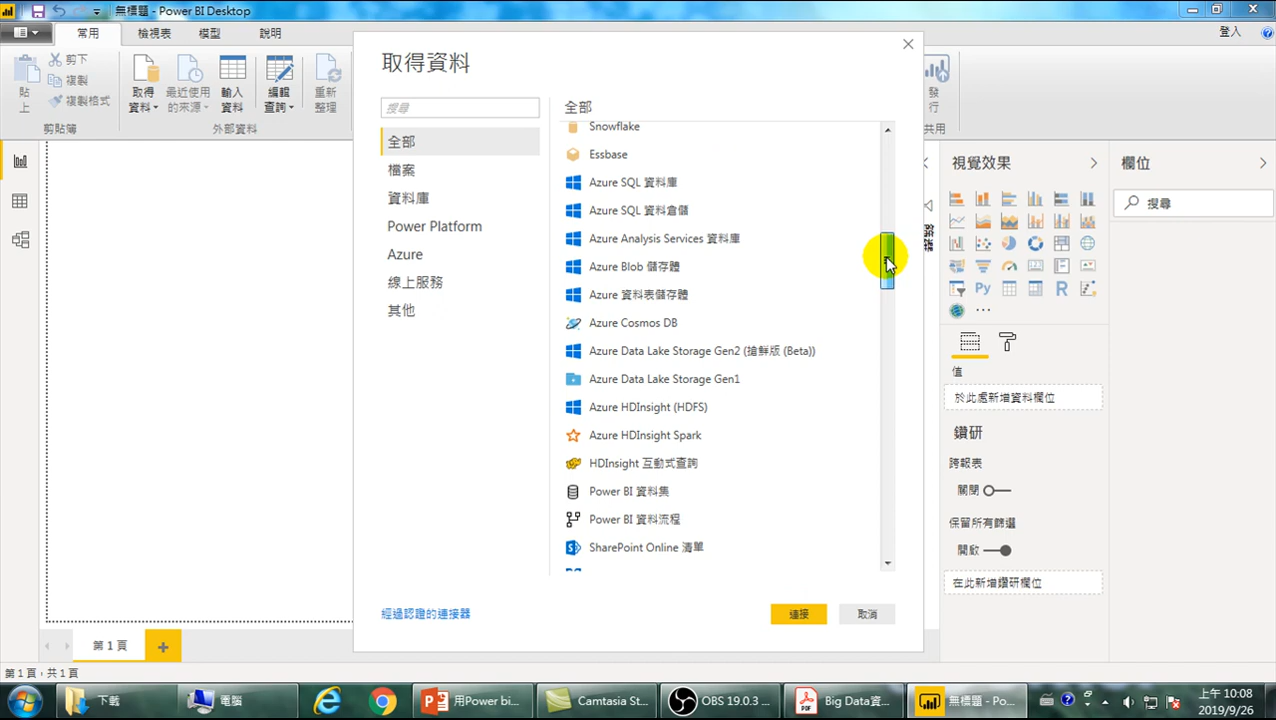 無標題 - Power BI Desktop
常用
檢視表
模型
說明
登入
貼上
剪下
複製
複製格式
剪貼簿
取得資料
最近使用的來源
輸入資料
編輯查詢
外部資料
重新整理
發行
共用
取得資料
搜尋
全部
檔案
資料庫
Power Platform
Azure
線上服務
其他
全部
Snowflake
Essbase
Azure SQL 資料庫
Azure SQL 資料倉儲
Azure Analysis Services 資料庫
Azure Blob 儲存體
Azure 資料表儲存體
Azure Cosmos DB
Azure Data Lake Storage Gen2 (搶鮮版 (Beta))
Azure Data Lake Storage Gen1
Azure HDInsight (HDFS)
Azure HDInsight Spark
HDInsight 互動式查詢
Power BI 資料集
Power BI 資料流程
SharePoint Online 清單
經過認證的連接器
連接
取消
視覺效果
Py
R
值
於此處新增資料欄位
鑽研
跨報表
關閉
保留所有篩選
開啟
在此新增鑽研欄位
欄位
搜尋
第 1 頁
第 1 頁，共 1 頁
下載
電腦
用Power bi...
Camtasia St...
OBS 19.0.3 ...
Big Data資...
無標題 - Po...
上午 10:08
2019/9/26